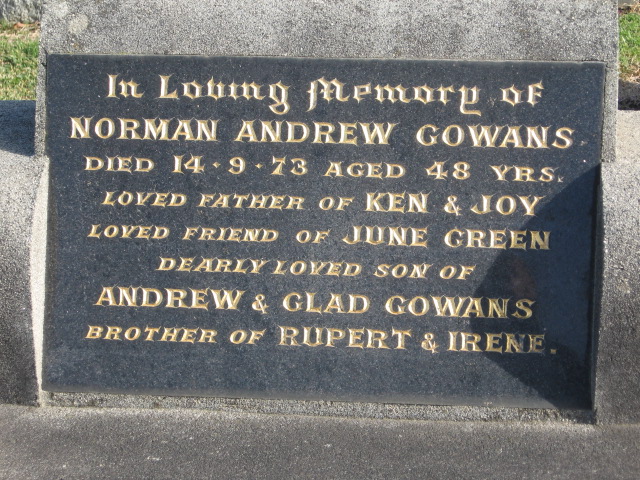 In Loving Memory of
NORMAN ANDREW GOWANS
DIED 14·9·73 AGED 48 YRS.
LOVED FATHER OF KEN & JOY
LOVED FRIEND OF JUNE GREEN
DEARLY LOVED SON OF
ANDREW & GLAD GOWANS
BROTHER OF RUPERT & IRENE.